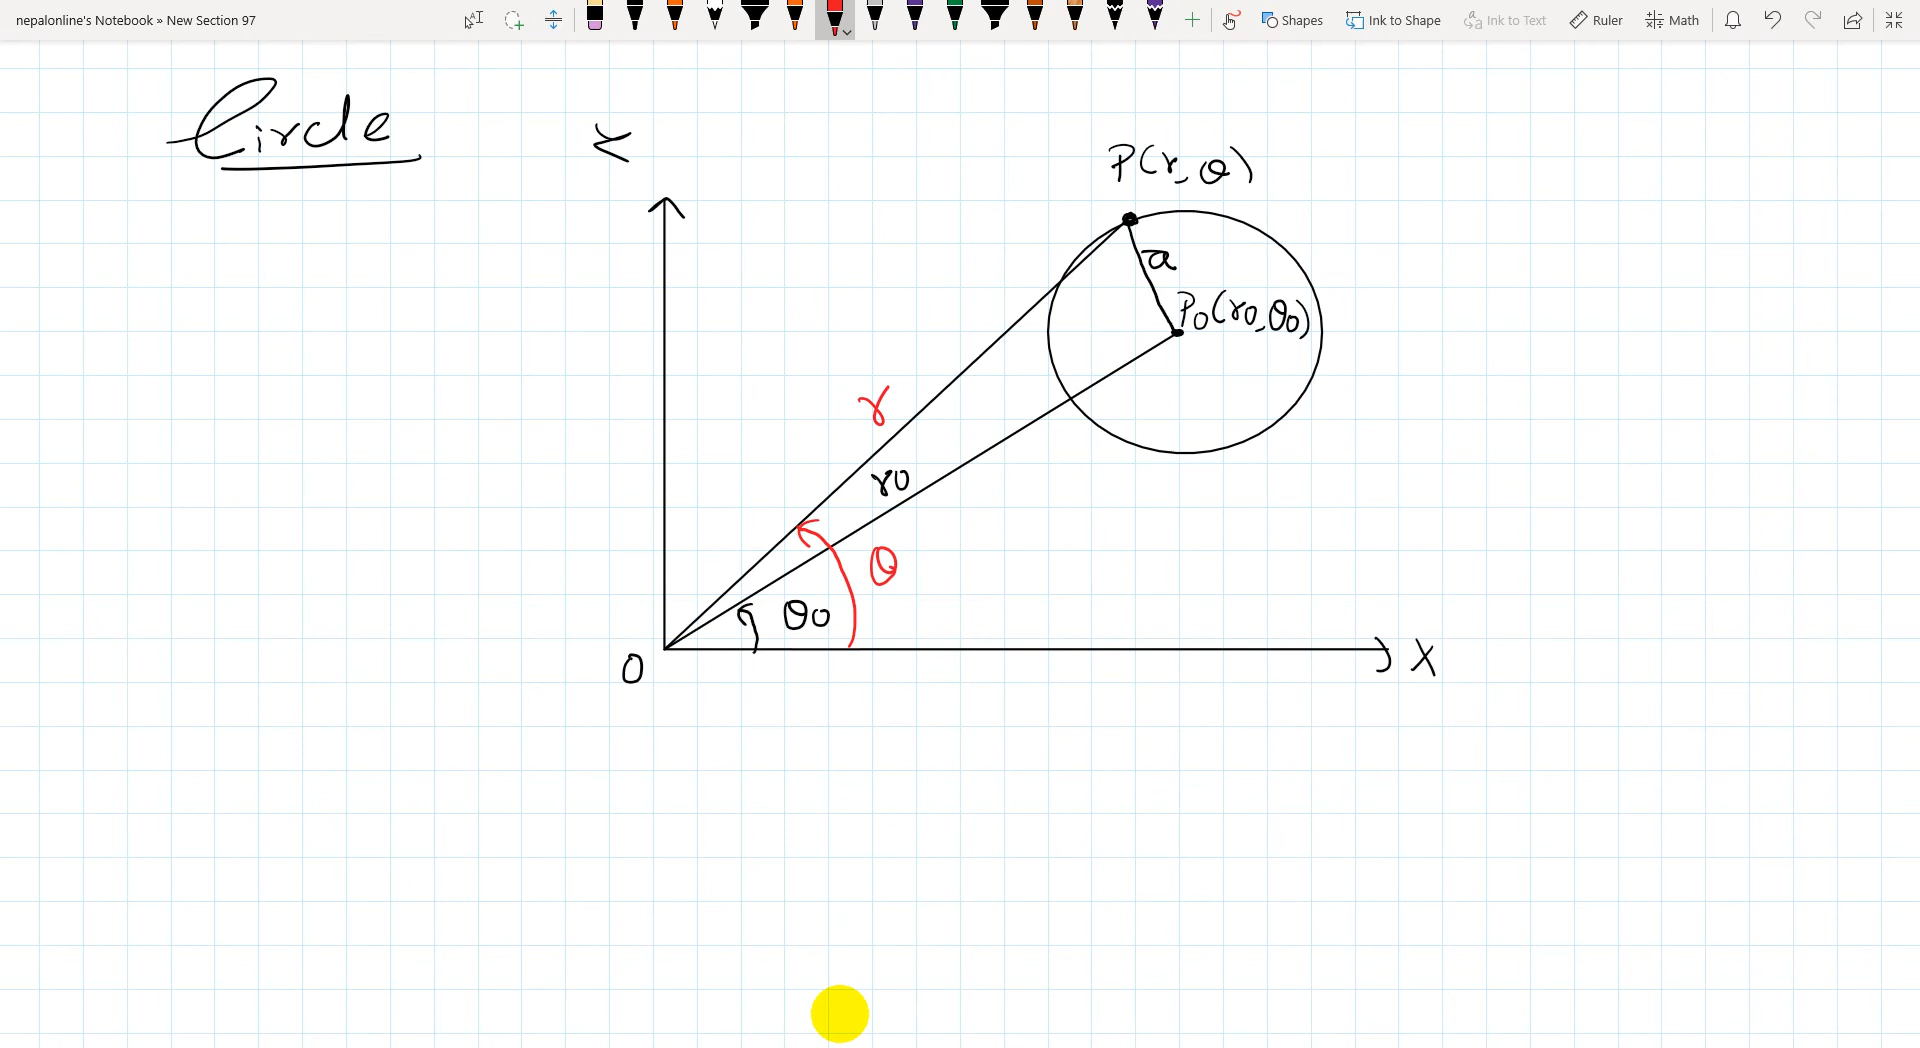 nepalonline's Notebook » New Section 97
Shapes
Ink to Shape
Ink to Text
Ruler
Math
Circle
Y
P(r, θ)
a
P0(r0, θ0)
r
r0
θ
θ0
O
X